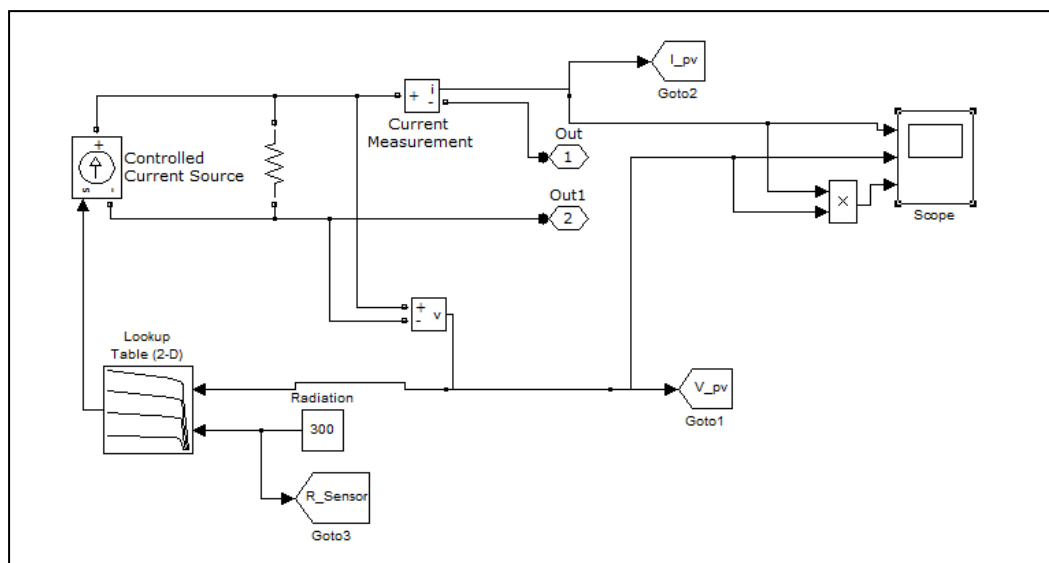 I_pv
Goto2
+
i
-
Current
Measurement
Out
1
+
s
-
Controlled
Current Source
Out1
2
×
Scope
+
-
v
Lookup
Table (2-D)
Radiation
300
V_pv
Goto1
R_Sensor
Goto3